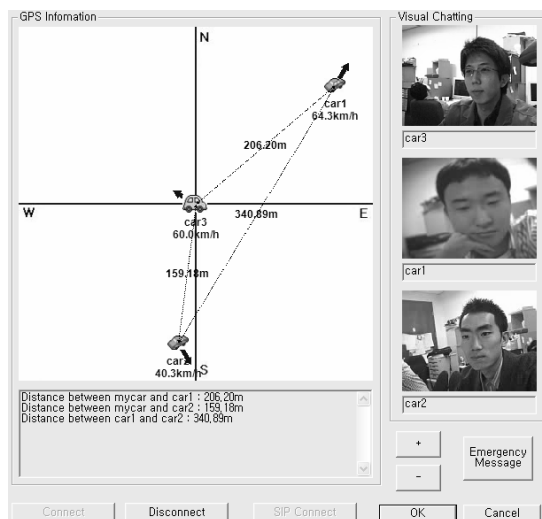 GPS Infomation
N
car1
64.3km/h
206.20m
W
E
car3
60.0km/h
340.89m
159.18m
car2
40.3km/h
S
Distance between mycar and car1 : 206.20m
Distance between mycar and car2 : 159.18m
Distance between car1 and car2 : 340.89m
Visual Chatting
car3
car1
car2
+
-
Emergency
Message
Connect
Disconnect
SIP Connect
OK
Cancel